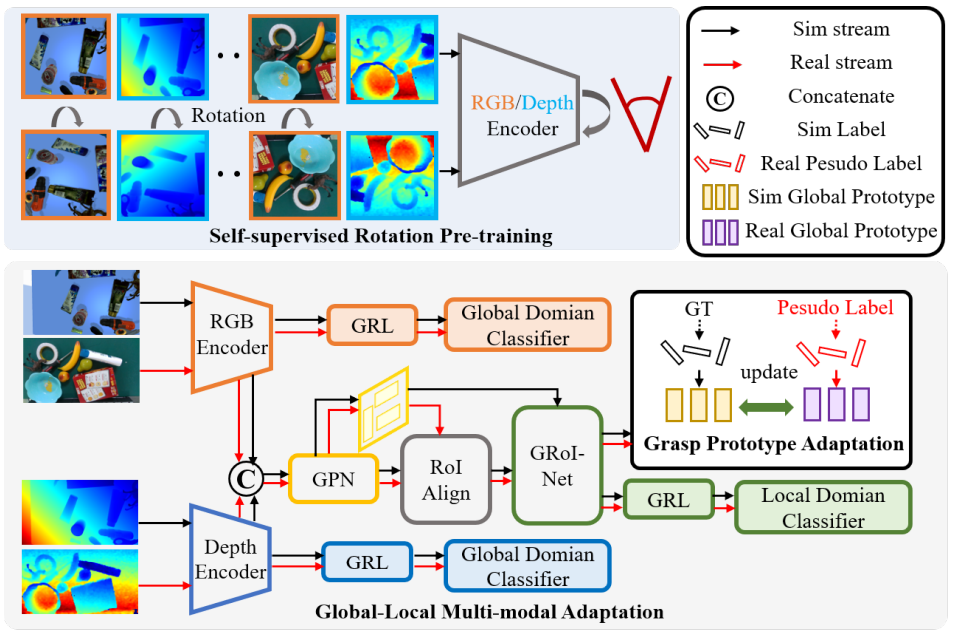 Rotation
RGB/Depth
Encoder
Self-supervised Rotation Pre-training
Sim stream
Real stream
C
Concatenate
Sim Label
Real Pesudo Label
Sim Global Prototype
Real Global Prototype
RGB
Encoder
GRL
Global Domian
Classifier
GT
Pesudo Label
update
Grasp Prototype Adaptation
C
GPN
RoI
Align
GRoI-
Net
GRL
Local Domian
Classifier
Depth
Encoder
GRL
Global Domian
Classifier
Global-Local Multi-modal Adaptation